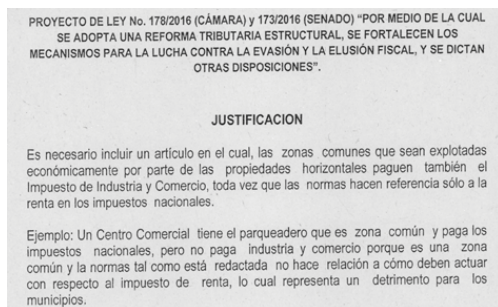 PROYECTO DE LEY No. 178/2016 (CÁMARA) y 173/2016 (SENADO) “POR MEDIO DE LA CUAL
SE ADOPTA UNA REFORMA TRIBUTARIA ESTRUCTURAL, SE FORTALECEN LOS
MECANISMOS PARA LA LUCHA CONTRA LA EVASIÓN Y LA ELUSIÓN FISCAL, Y SE DICTAN
OTRAS DISPOSICIONES”.
JUSTIFICACION
Es necesario incluir un artículo en el cual, las zonas comunes que sean explotadas
económicamente por parte de las propiedades horizontales paguen también el
Impuesto de Industria y Comercio, toda vez que las normas hacen referencia sólo a la
renta en los impuestos nacionales.
Ejemplo: Un Centro Comercial tiene el parqueadero que es zona común y paga los
impuestos nacionales, pero no paga industria y comercio porque es una zona
común y la normas tal como está redactada no hace relación a cómo deben actuar
con respecto al impuesto de renta, lo cual representa un detrimento para los
municipios.